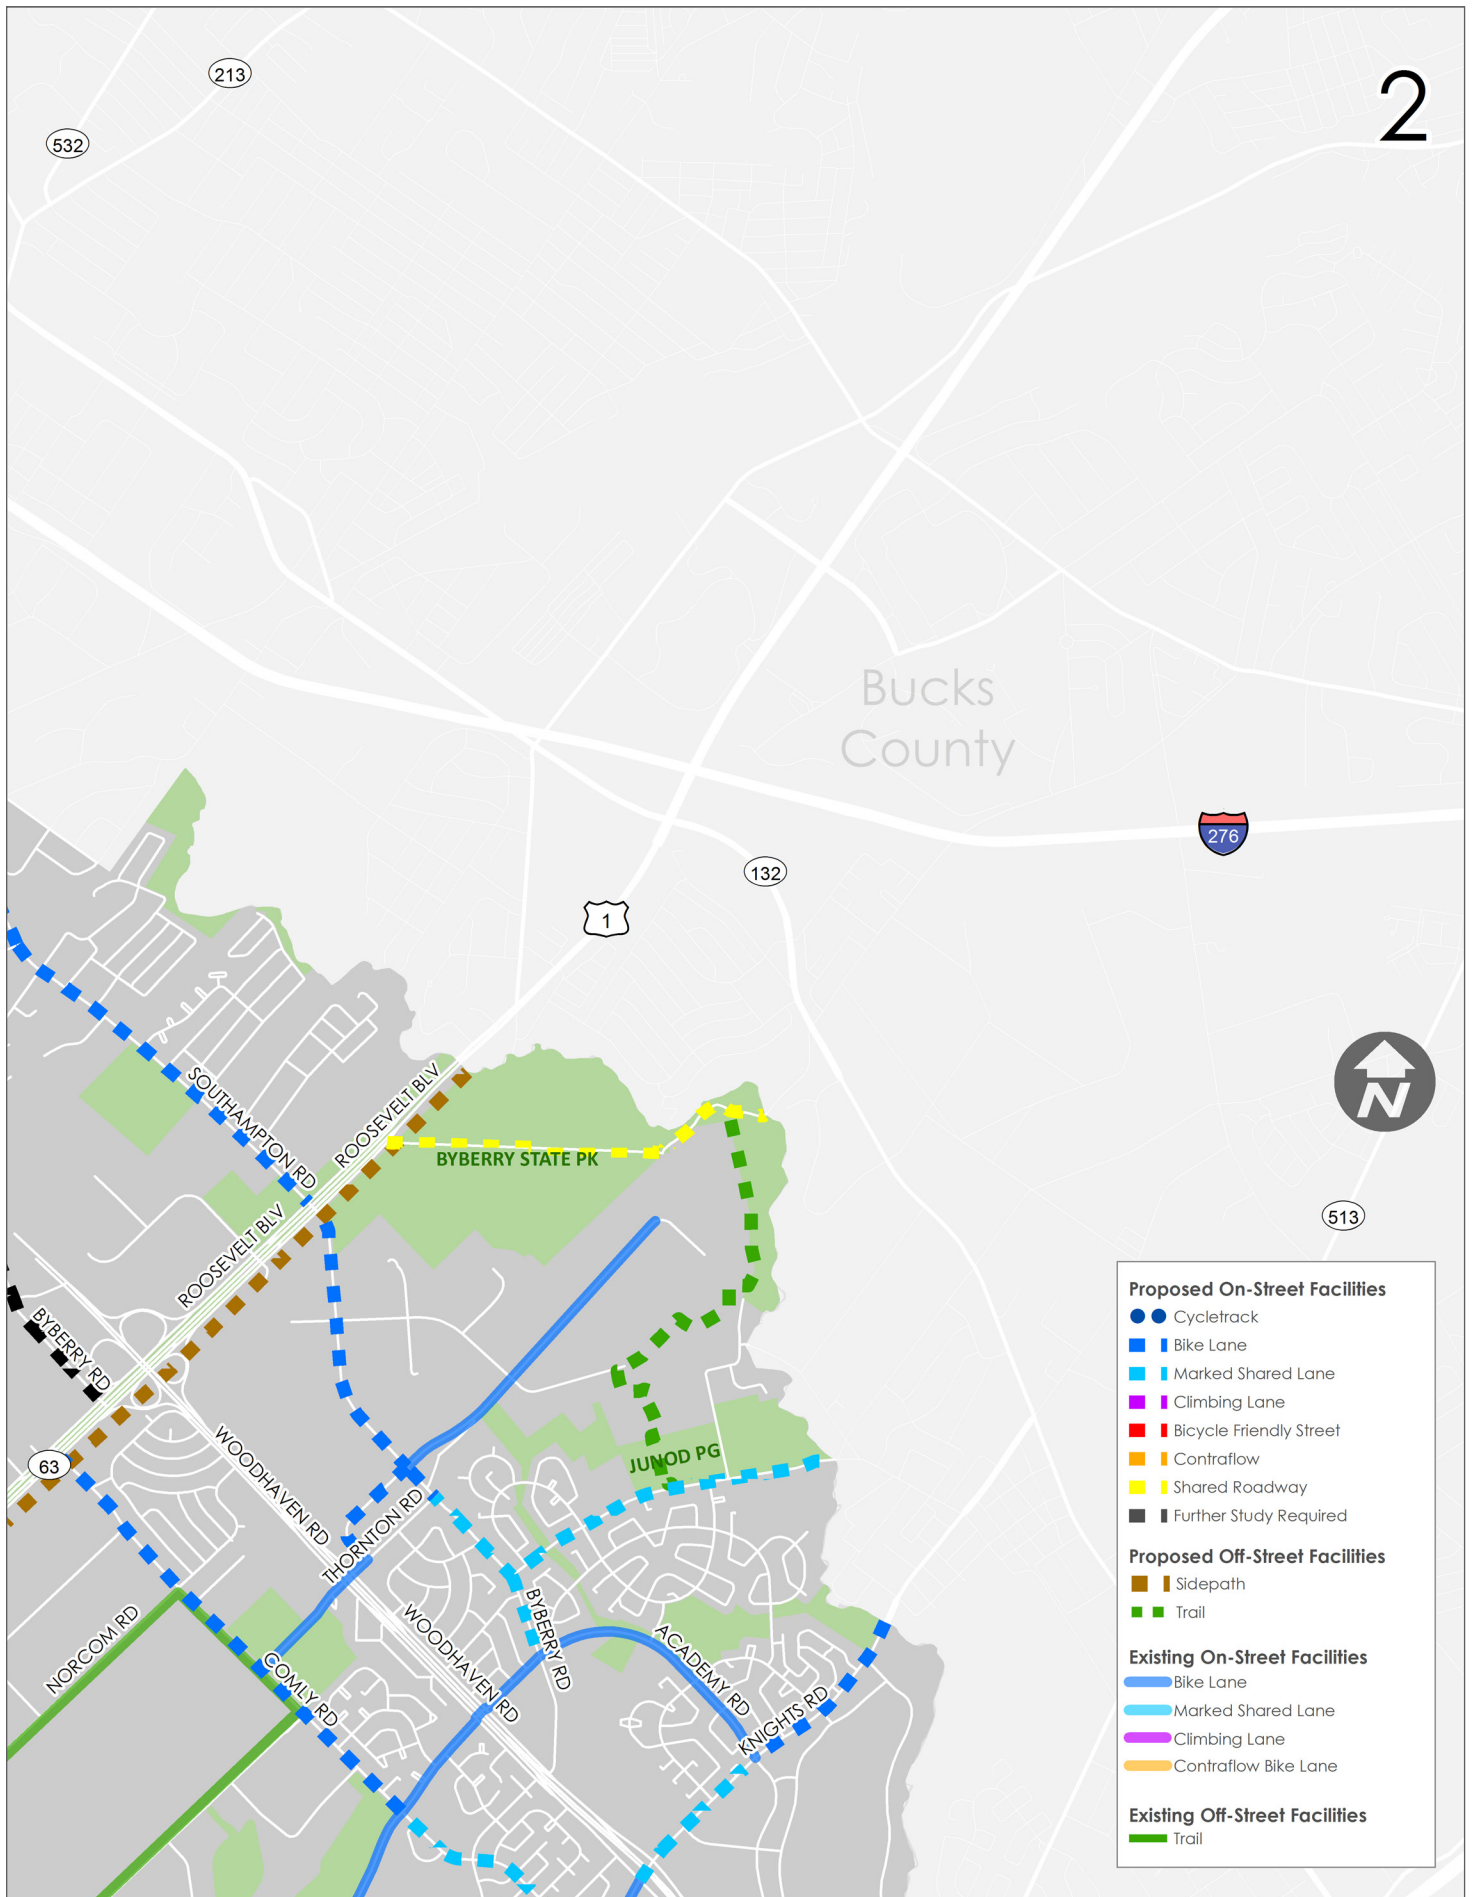 2
213
532
Bucks
County
276
132
1
SOUTHAMPTON RD
ROOSEVELT BLV
BYBERRY STATE PK
ROOSEVELT BLV
N
513
BYBERRY RD
63
WOODHAVEN RD
THORNTON RD
JUNOD PG
NORCOM RD
COMLY RD
WOODHAVEN RD
BYBERRY RD
ACADEMY RD
KNIGHTS RD
Proposed On-Street Facilities
Cycletrack
Bike Lane
Marked Shared Lane
Climbing Lane
Bicycle Friendly Street
Contraflow
Shared Roadway
Further Study Required
Proposed Off-Street Facilities
Sidepath
Trail
Existing On-Street Facilities
Bike Lane
Marked Shared Lane
Climbing Lane
Contraflow Bike Lane
Existing Off-Street Facilities
Trail